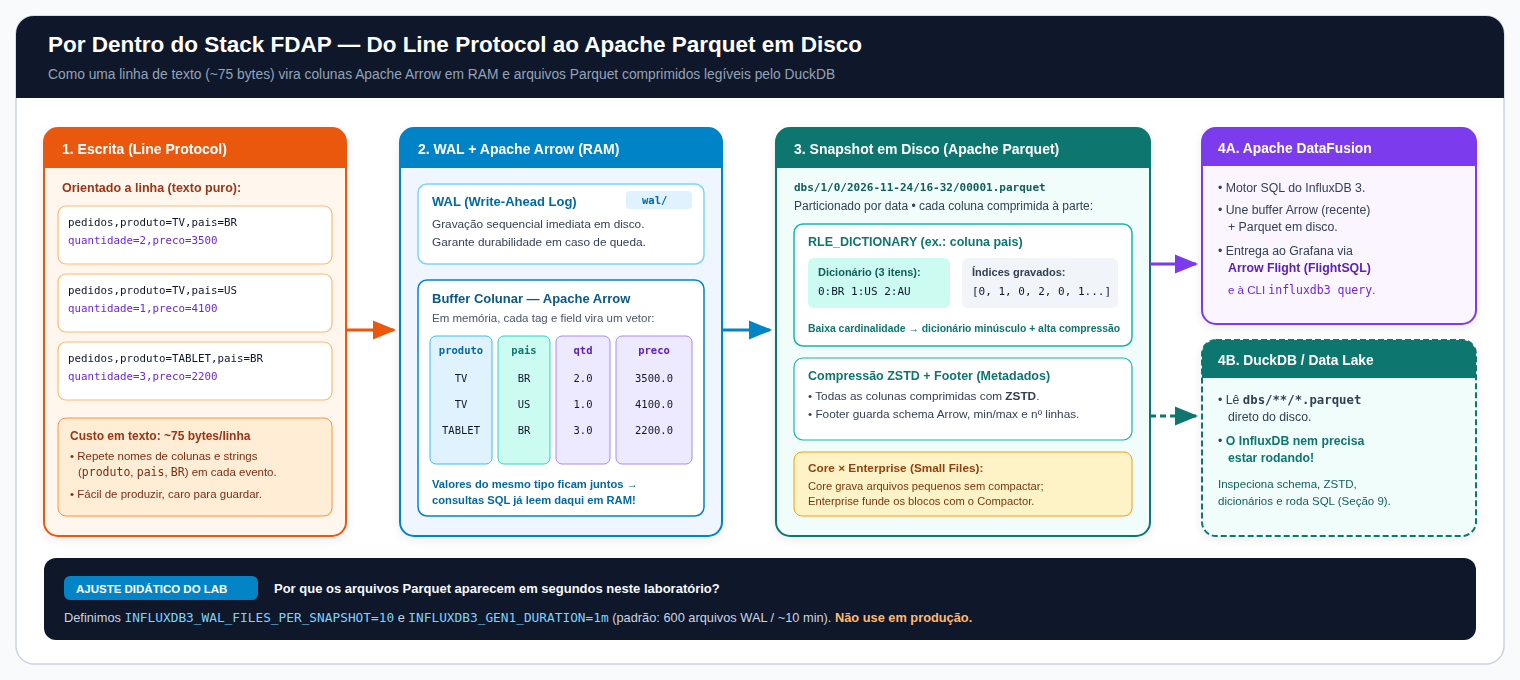 Por Dentro do Stack FDAP — Do Line Protocol ao Apache Parquet em Disco
Como uma linha de texto (~75 bytes) vira colunas Apache Arrow em RAM e arquivos Parquet comprimidos legíveis pelo DuckDB
1. Escrita (Line Protocol)
Orientado a linha (texto puro):
pedidos,produto=TV,pais=BR
quantidade=2,preco=3500
pedidos,produto=TV,pais=US
quantidade=1,preco=4100
pedidos,produto=TABLET,pais=BR
quantidade=3,preco=2200
Custo em texto: ~75 bytes/linha
• Repete nomes de colunas e strings
(produto, pais, BR) em cada evento.
• Fácil de produzir, caro para guardar.
2. WAL + Apache Arrow (RAM)
WAL (Write-Ahead Log) wal/
Gravação sequencial imediata em disco.
Garante durabilidade em caso de queda.
Buffer Colunar — Apache Arrow
Em memória, cada tag e field vira um vetor:
produto pais qtd preco
TV BR 2.0 3500.0
TV US 1.0 4100.0
TABLET BR 3.0 2200.0
Valores do mesmo tipo ficam juntos →
consultas SQL já leem daqui em RAM!
3. Snapshot em Disco (Apache Parquet)
dbs/1/0/2026-11-24/16-32/00001.parquet
Particionado por data • cada coluna comprimida à parte:
RLE_DICTIONARY (ex.: coluna pais)
Dicionário (3 itens): Índices gravados:
0:BR 1:US 2:AU [0, 1, 0, 2, 0, 1...]
Baixa cardinalidade → dicionário minúsculo + alta compressão
Compressão ZSTD + Footer (Metadados)
• Todas as colunas comprimidas com ZSTD.
• Footer guarda schema Arrow, min/max e nº linhas.
Core × Enterprise (Small Files):
Core grava arquivos pequenos sem compactar;
Enterprise funde os blocos com o Compactor.
4A. Apache DataFusion
• Motor SQL do InfluxDB 3.
• Une buffer Arrow (recente)
+ Parquet em disco.
• Entrega ao Grafana via
Arrow Flight (FlightSQL)
e à CLI influxdb3 query.
4B. DuckDB / Data Lake
• Lê dbs/**/*.parquet
direto do disco.
• O InfluxDB nem precisa
estar rodando!
Inspeciona schema, ZSTD,
dicionários e roda SQL (Seção 9).
AJUSTE DIDÁTICO DO LAB Por que os arquivos Parquet aparecem em segundos neste laboratório?
Definimos INFLUXDB3_WAL_FILES_PER_SNAPSHOT=10 e INFLUXDB3_GEN1_DURATION=1m (padrão: 600 arquivos WAL / ~10 min). Não use em produção.